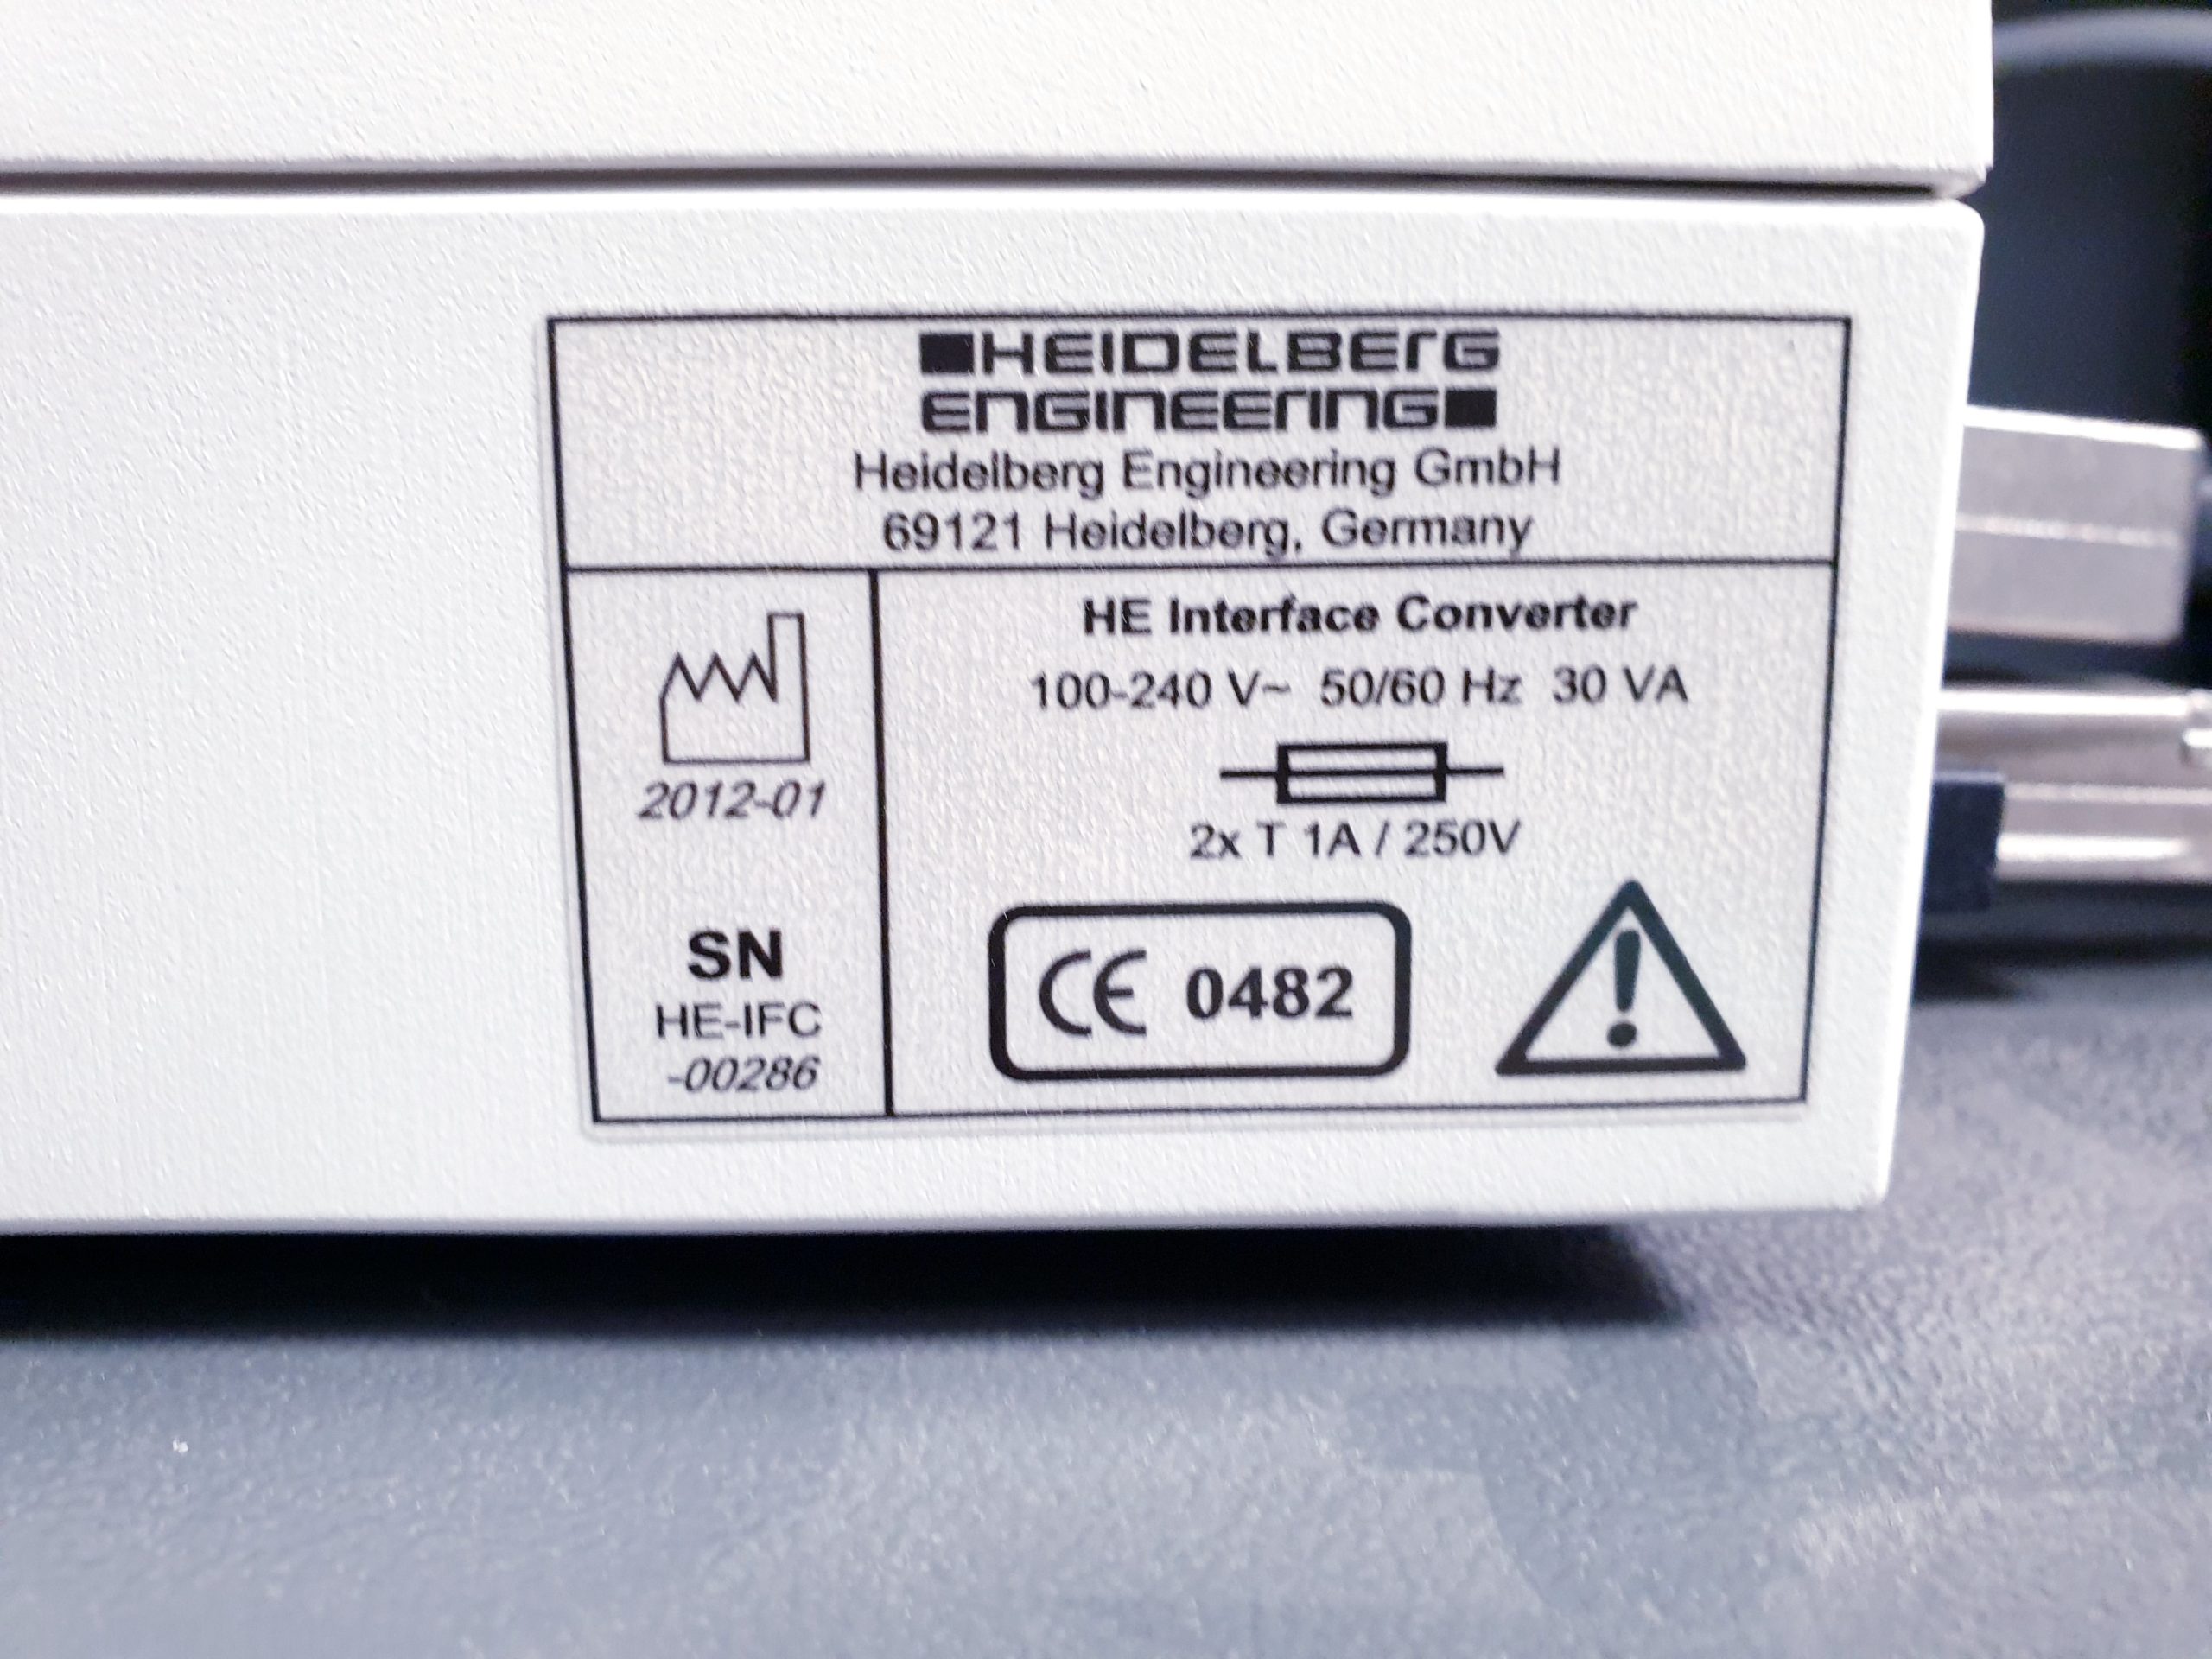 HEIDELBERG
ENGINEERING
Heidelberg Engineering GmbH
69121 Heidelberg, Germany
2012-01
SN
HE-IFC
-00286
HE Interface Converter
100-240 V~ 50/60 Hz 30 VA
2x T 1A / 250V
CE 0482